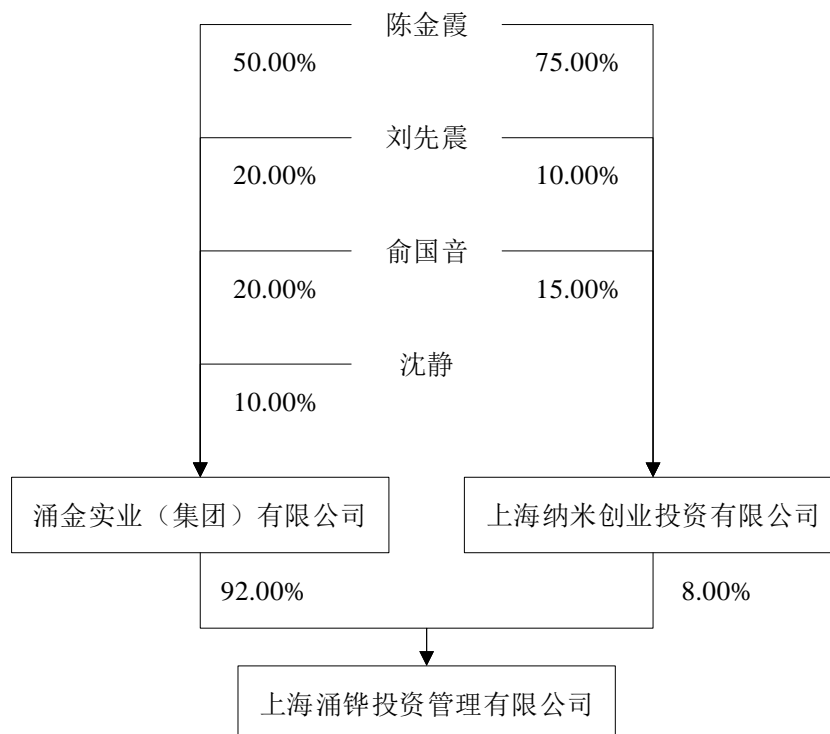 陈金霞
50.00% 75.00%
刘先震
20.00% 10.00%
俞国音
20.00% 15.00%
沈静
10.00%
涌金实业（集团）有限公司 上海纳米创业投资有限公司
92.00% 8.00%
上海涌铧投资管理有限公司